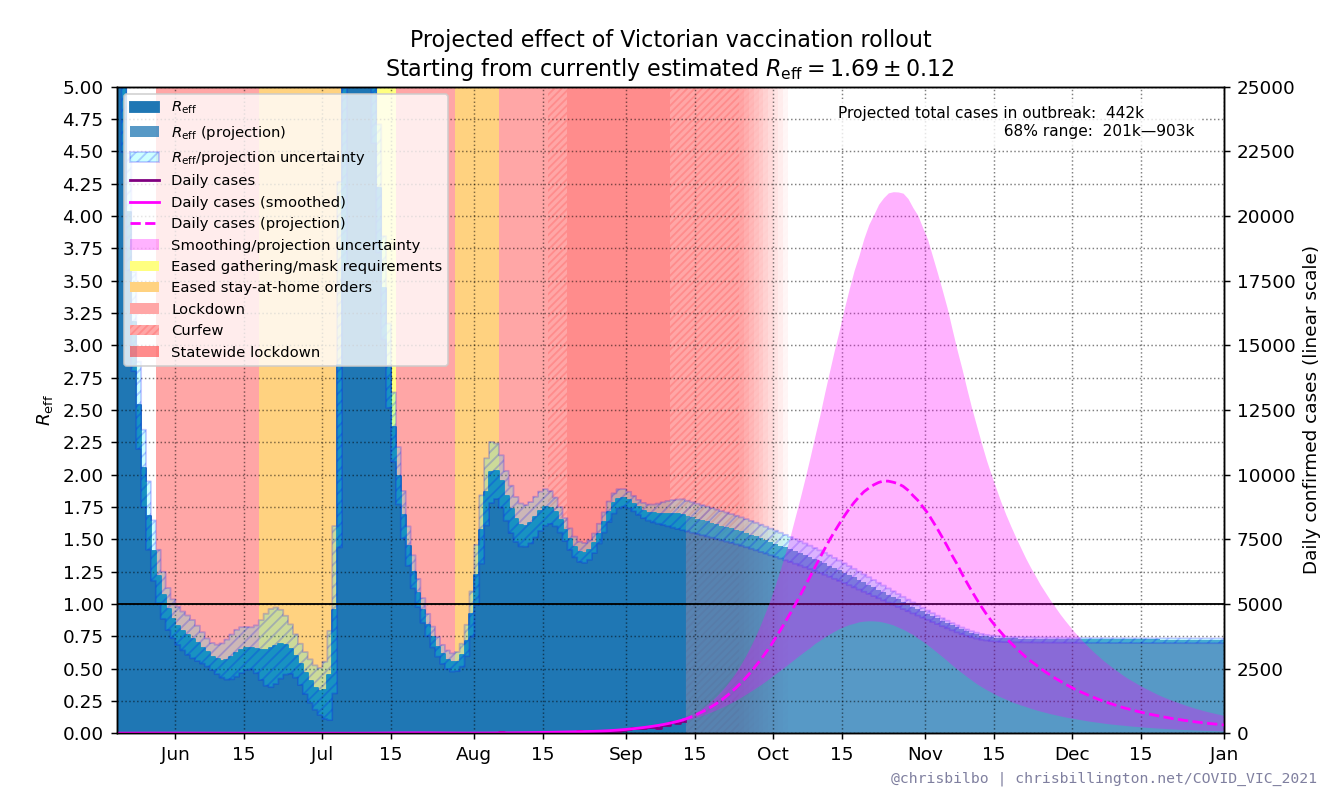 Projected effect of Victorian vaccination rollout
Starting from currently estimated R_eff = 1.69 ± 0.12
Projected total cases in outbreak: 442k
68% range: 201k—903k
R_eff
R_eff (projection)
R_eff/projection uncertainty
Daily cases
Daily cases (smoothed)
Daily cases (projection)
Smoothing/projection uncertainty
Eased gathering/mask requirements
Eased stay-at-home orders
Lockdown
Curfew
Statewide lockdown
5.00
4.75
4.50
4.25
4.00
3.75
3.50
3.25
3.00
2.75
2.50
2.25
2.00
1.75
1.50
1.25
1.00
0.75
0.50
0.25
0.00
R_eff
25000
22500
20000
17500
15000
12500
10000
7500
5000
2500
0
Daily confirmed cases (linear scale)
Jun 15 Jul 15 Aug 15 Sep 15 Oct 15 Nov 15 Dec 15 Jan
@chrisbilbo | chrisbillington.net/COVID_VIC_2021